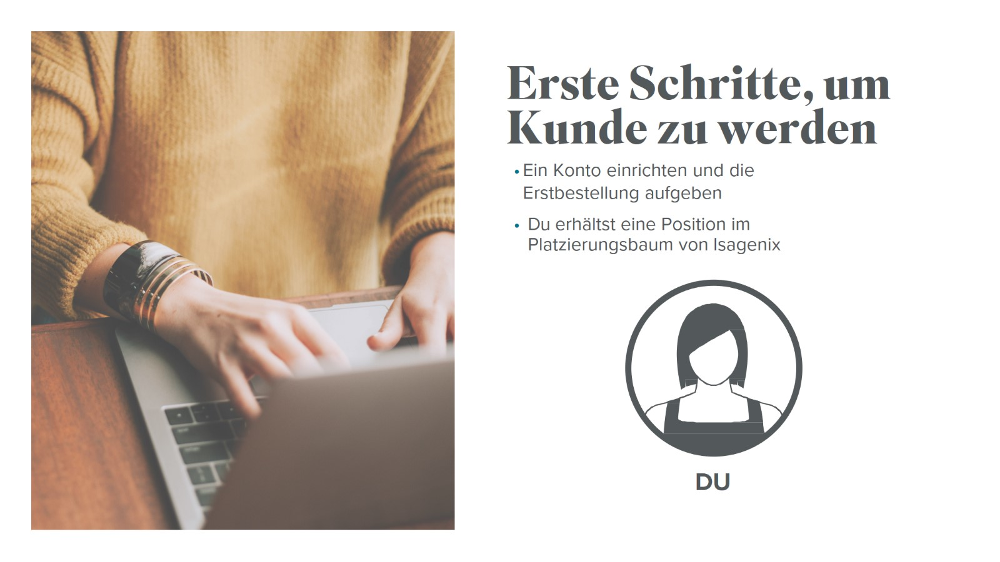 Erste Schritte, um
Kunde zu werden
• Ein Konto einrichten und die
Erstbestellung aufgeben
• Du erhältst eine Position im
Platzierungsbaum von Isagenix
DU